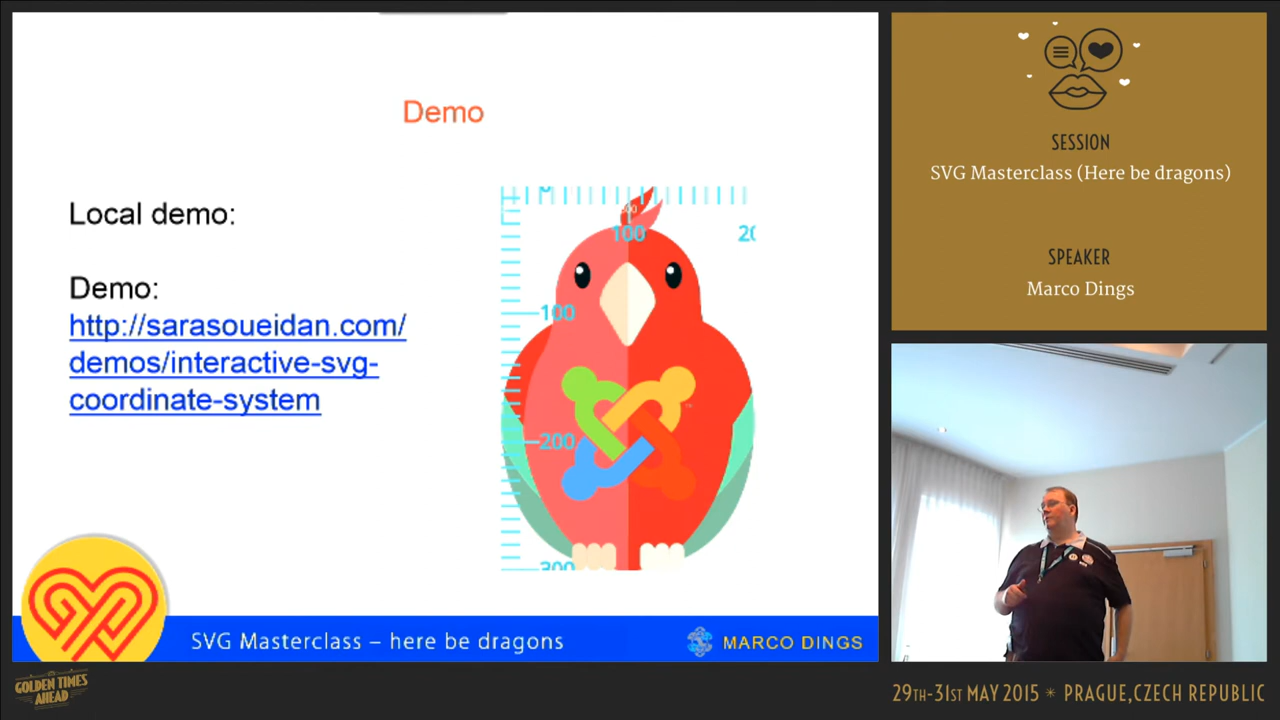 Demo
Local demo:
Demo:
http://sarasoueidan.com/
demos/interactive-svg-
coordinate-system
0
100
100
20
100
200
300
SVG Masterclass – here be dragons
MARCO DINGS
SESSION
SVG Masterclass (Here be dragons)
SPEAKER
Marco Dings
GOLDEN TIMES
AHEAD
29TH-31ST MAY 2015 * PRAGUE,CZECH REPUBLIC